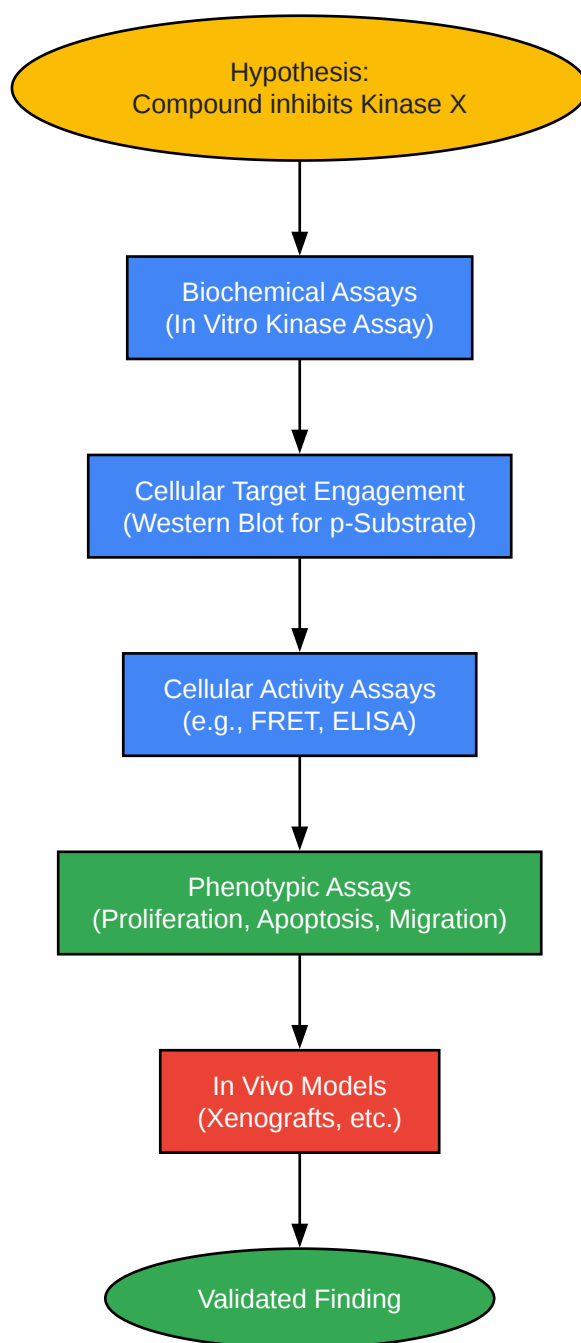 Hypothesis:
Compound inhibits Kinase X
Biochemical Assays
(In Vitro Kinase Assay)
Cellular Target Engagement
(Western Blot for p-Substrate)
Cellular Activity Assays
(e.g., FRET, ELISA)
Phenotypic Assays
(Proliferation, Apoptosis, Migration)
In Vivo Models
(Xenografts, etc.)
Validated Finding